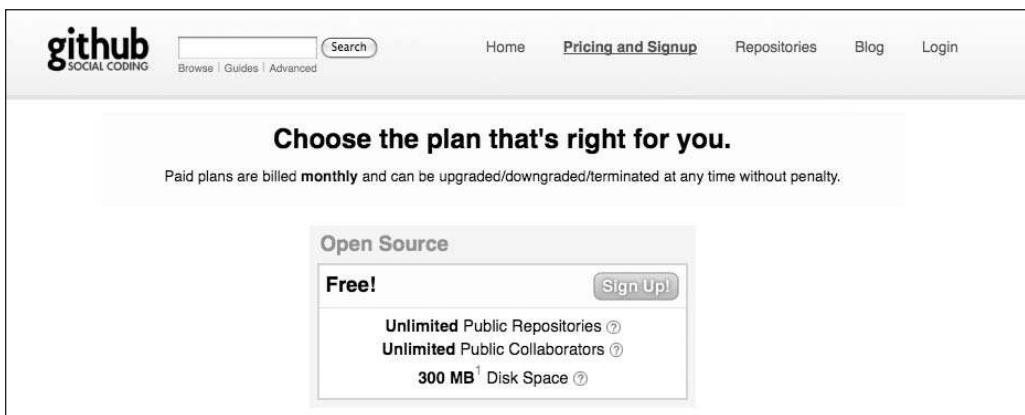 github
SOCIAL CODING
Search
Browse | Guides | Advanced
Home Pricing and Signup Repositories Blog Login
Choose the plan that's right for you.
Paid plans are billed monthly and can be upgraded/downgraded/terminated at any time without penalty.
Open Source
Free! Sign Up!
Unlimited Public Repositories ?
Unlimited Public Collaborators ?
300 MB¹ Disk Space ?